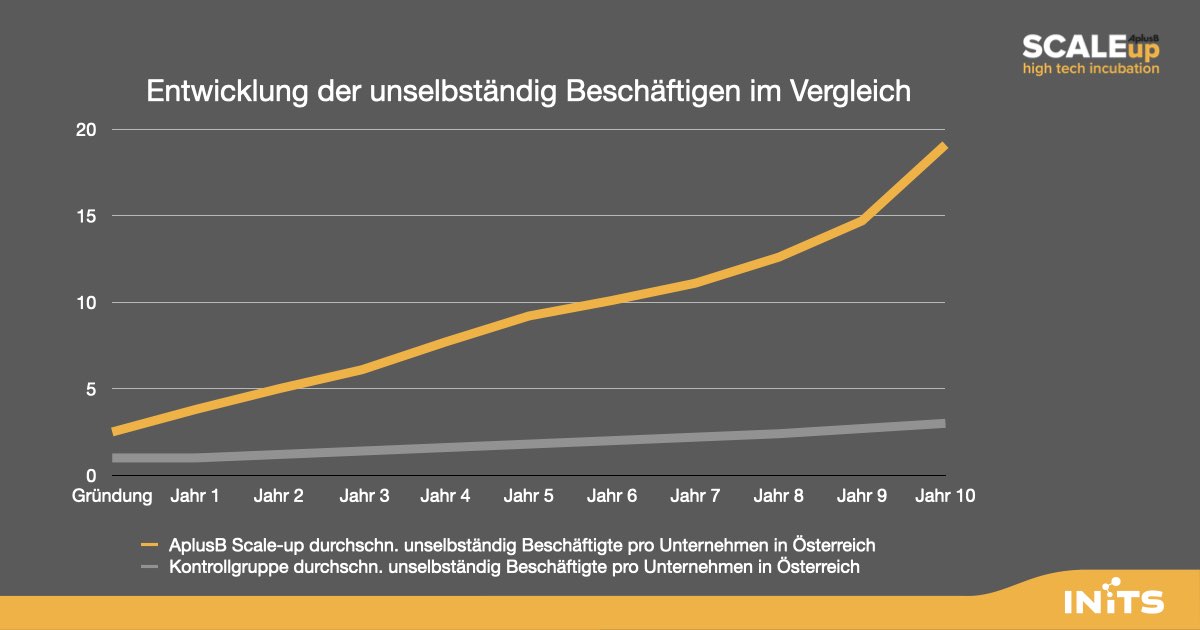 SCALEup AplusB
high tech incubation
Entwicklung der unselbständig Beschäftigen im Vergleich
20
15
10
5
0
Gründung Jahr 1 Jahr 2 Jahr 3 Jahr 4 Jahr 5 Jahr 6 Jahr 7 Jahr 8 Jahr 9 Jahr 10
AplusB Scale-up durchschn. unselbständig Beschäftigte pro Unternehmen in Österreich
Kontrollgruppe durchschn. unselbständig Beschäftigte pro Unternehmen in Österreich
INiTS